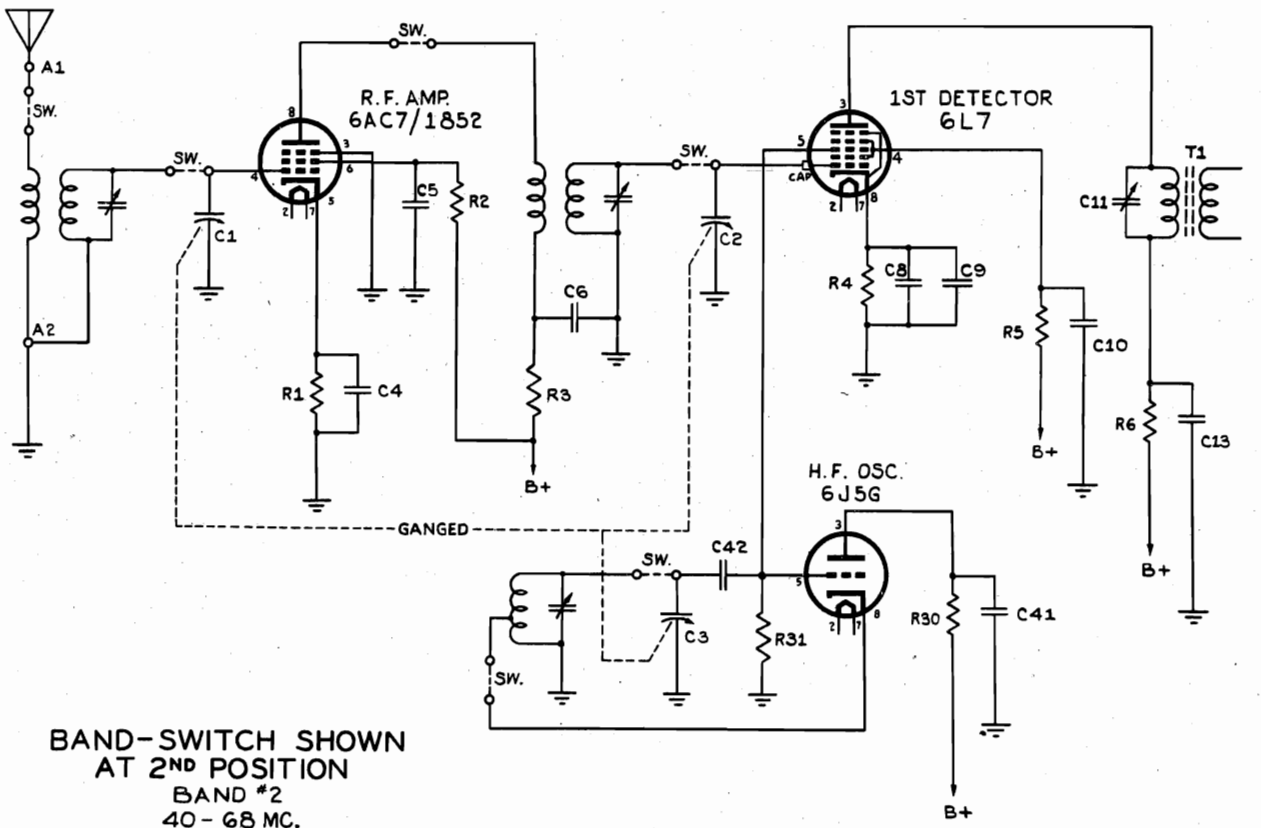 SW.
A1
SW.
R.F. AMP.
6AC7/1852
8
3
6
4
5
2
7
SW.
C1
C5
R2
A2
R1
C4
C6
R3
B+
SW.
C2
1ST DETECTOR
6L7
3
5
4
CAP
8
2
7
R4
C8
C9
R5
C10
B+
T1
C11
R6
C13
B+
GANGED
H.F. OSC.
6J5G
3
5
8
2
7
SW.
C42
C3
R31
R30
C41
SW.
B+
BAND-SWITCH SHOWN
AT 2ND POSITION
BAND #2
40-68 MC.